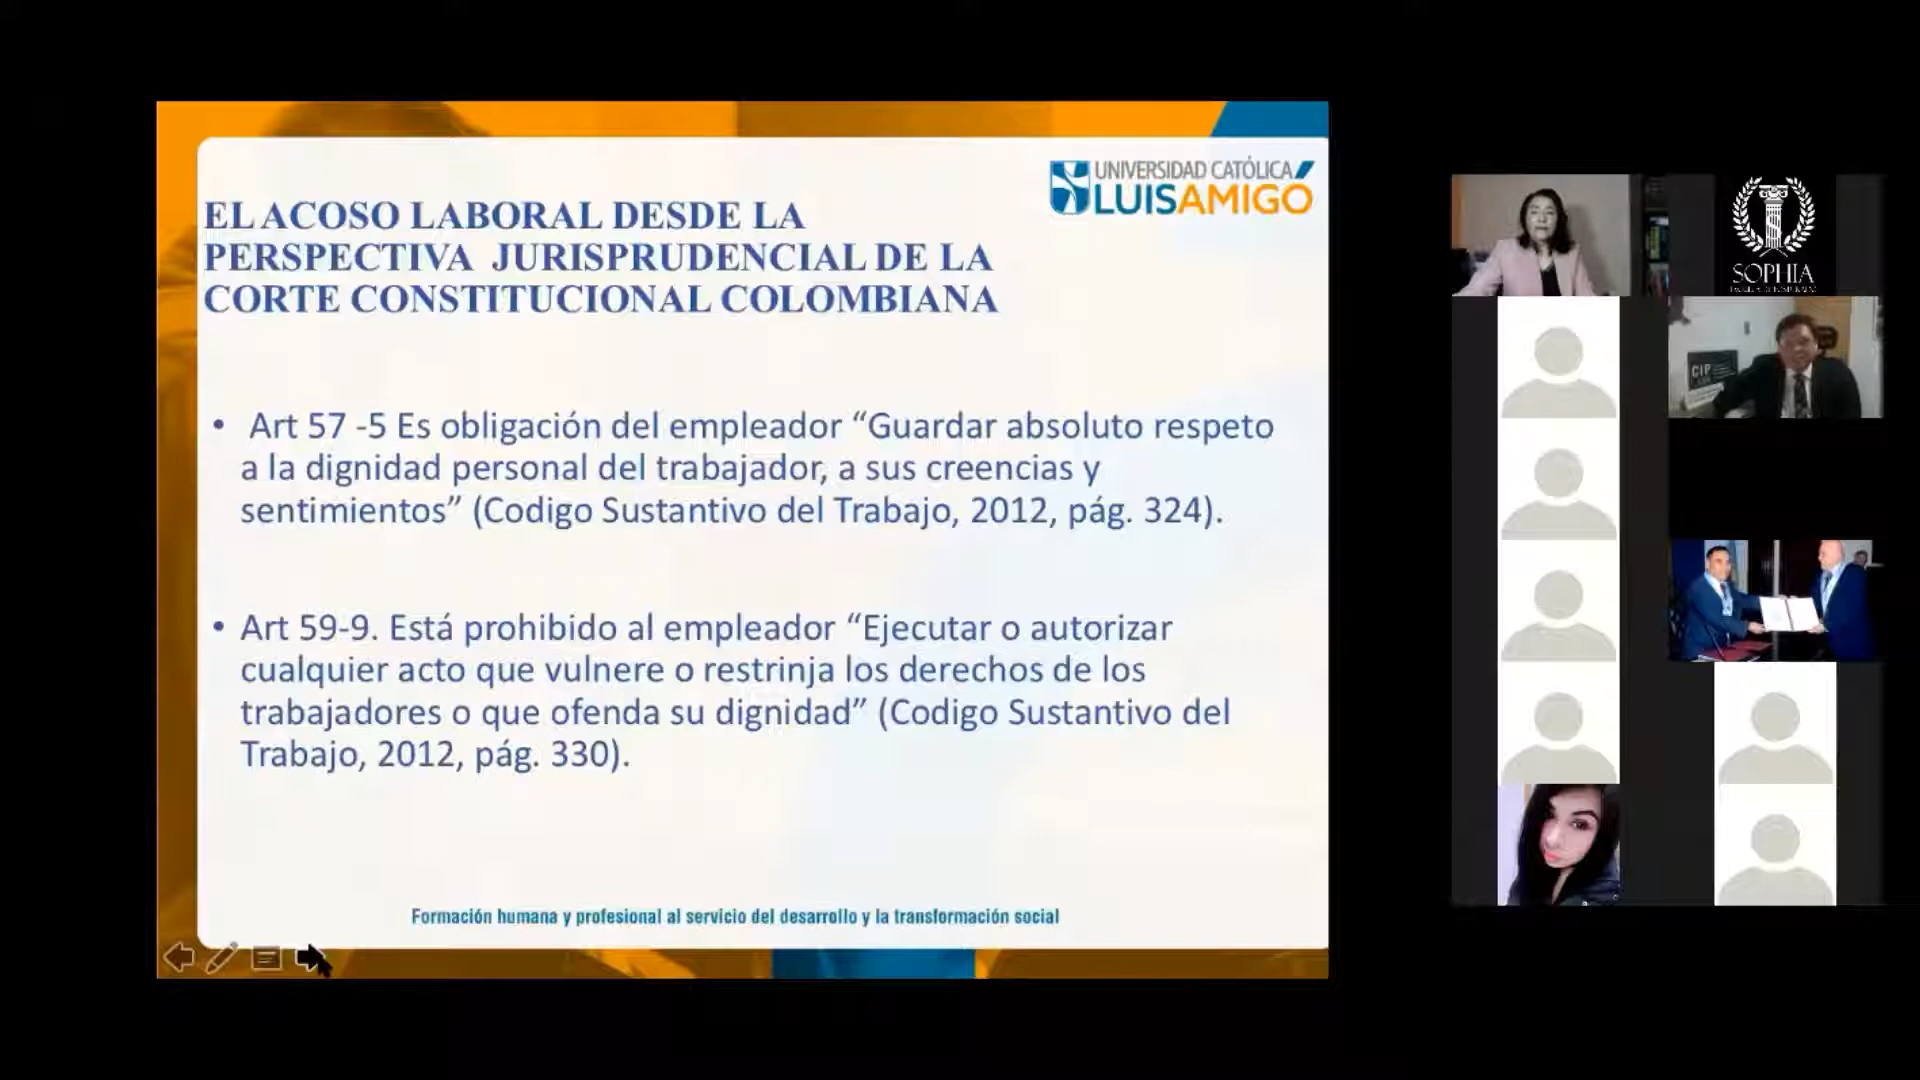 UNIVERSIDAD CATÓLICA
LUISAMIGÓ
EL ACOSO LABORAL DESDE LA
PERSPECTIVA JURISPRUDENCIAL DE LA
CORTE CONSTITUCIONAL COLOMBIANA
• Art 57 -5 Es obligación del empleador “Guardar absoluto respeto
a la dignidad personal del trabajador, a sus creencias y
sentimientos” (Codigo Sustantivo del Trabajo, 2012, pág. 324).
• Art 59-9. Está prohibido al empleador “Ejecutar o autorizar
cualquier acto que vulnere o restrinja los derechos de los
trabajadores o que ofenda su dignidad” (Codigo Sustantivo del
Trabajo, 2012, pág. 330).
Formación humana y profesional al servicio del desarrollo y la transformación social
SOPHIA
CIP